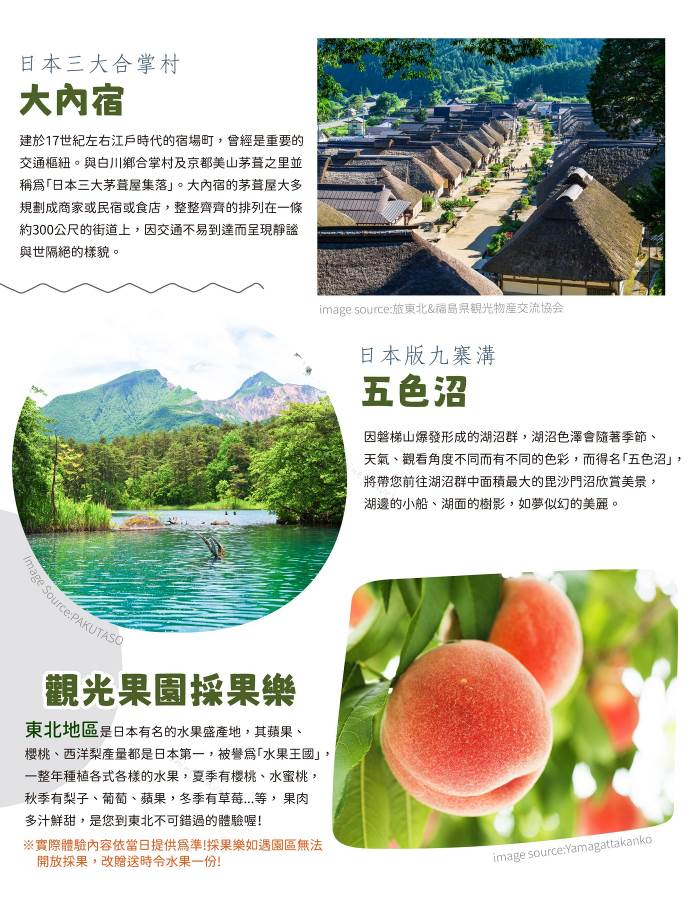 日本三大合掌村
大內宿
建於17世紀左右江戶時代的宿場町，曾經是重要的
交通樞紐。與白川鄉合掌村及京都美山茅葺之里並
稱為「日本三大茅葺屋集落」。大內宿的茅葺屋大多
規劃成商家或民宿或食店，整整齊齊的排列在一條
約300公尺的街道上，因交通不易到達而呈現靜謐
與世隔絕的樣貌。
image source:旅東北&福島県観光物産交流協会
日本版九寨溝
五色沼
因磐梯山爆發形成的湖沼群，湖沼色澤會隨著季節、
天氣、觀看角度不同而有不同的色彩，而得名「五色沼」，
將帶您前往湖沼群中面積最大的毘沙門沼欣賞美景，
湖邊的小船、湖面的樹影，如夢似幻的美麗。
Image Source:PAKUTASO
觀光果園採果樂
東北地區是日本有名的水果盛產地，其蘋果、
櫻桃、西洋梨產量都是日本第一，被譽為「水果王國」，
一整年種植各式各樣的水果，夏季有櫻桃、水蜜桃，
秋季有梨子、葡萄、蘋果，冬季有草莓...等， 果肉
多汁鮮甜，是您到東北不可錯過的體驗喔!
※實際體驗內容依當日提供為準!採果樂如遇園區無法
開放採果，改贈送時令水果一份!
image source:Yamagattakanko